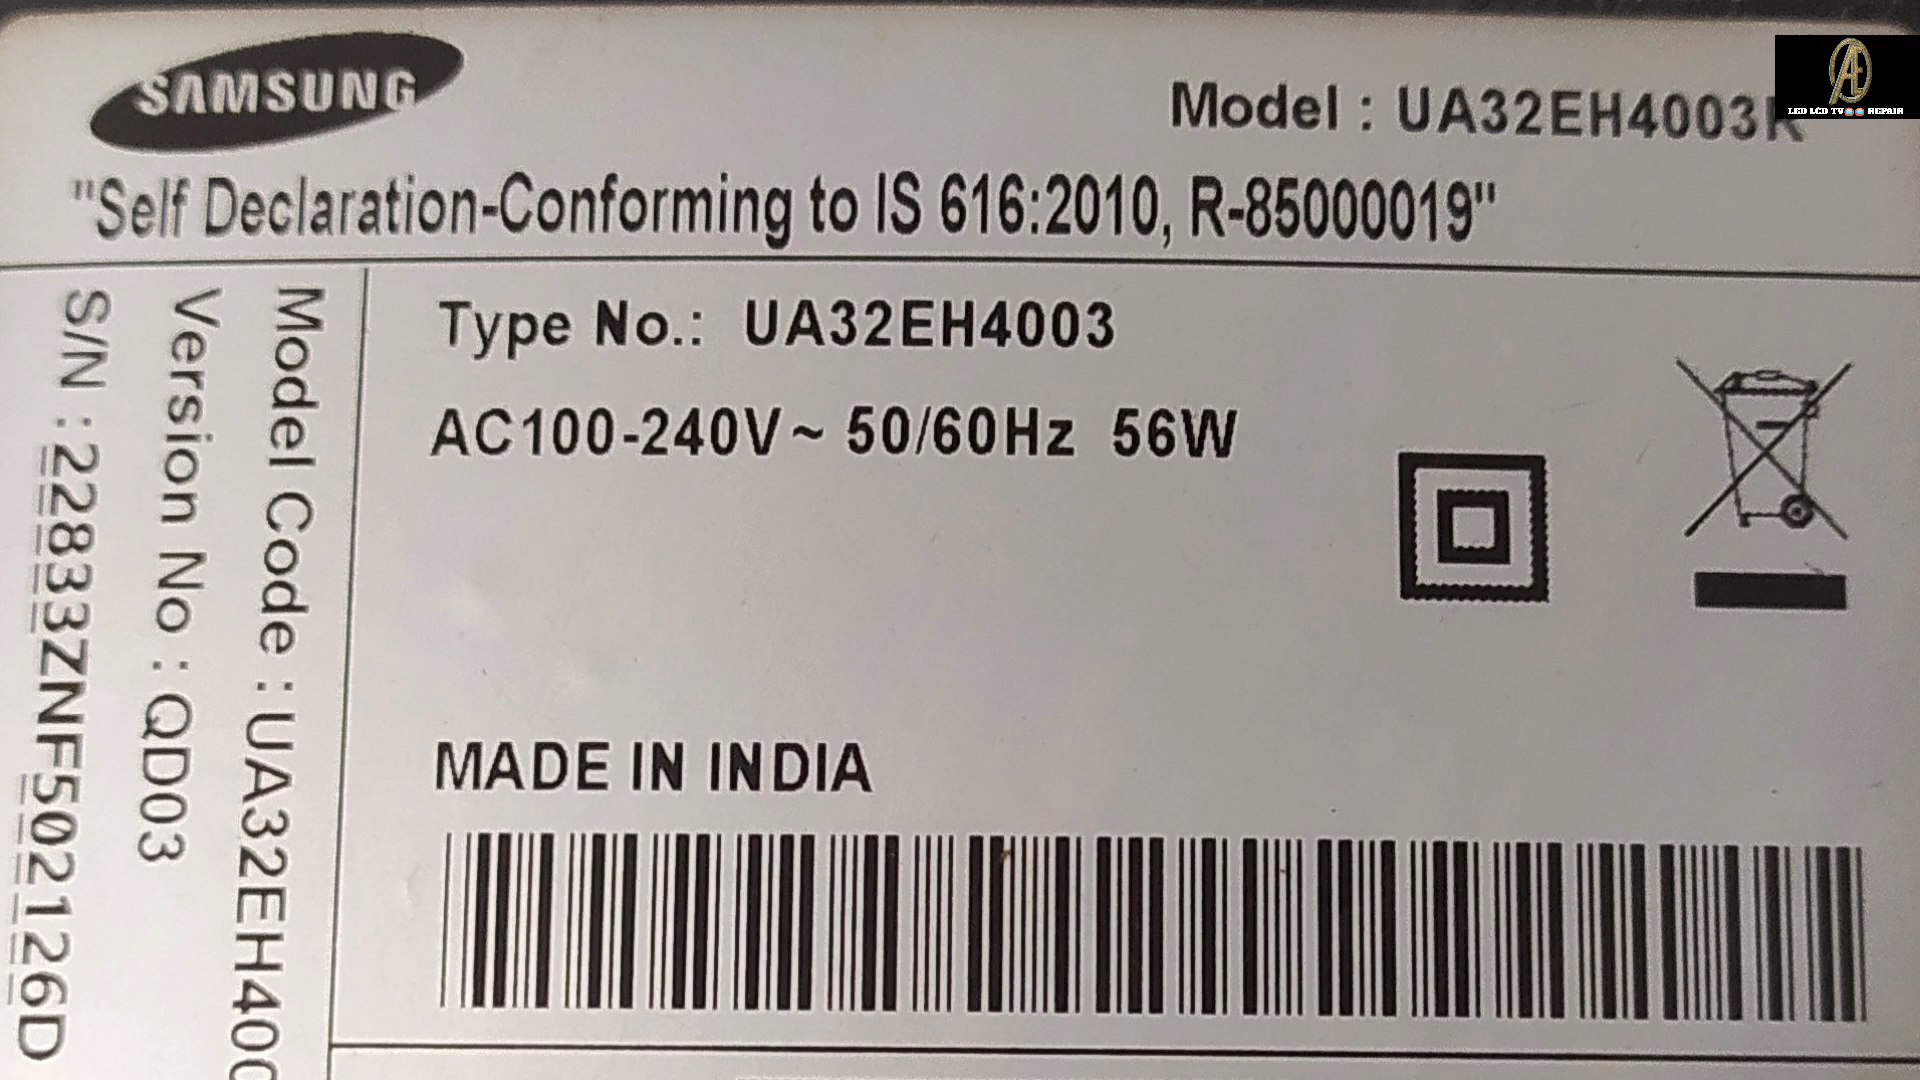 SAMSUNG
Model : UA32EH4003R
LED LCD TV REPAIR
"Self Declaration-Conforming to IS 616:2010, R-85000019"
Type No.: UA32EH4003
AC100-240V~ 50/60Hz 56W
MADE IN INDIA
Model Code : UA32EH400
Version No : QD03
S/N : 22833ZNF502126D